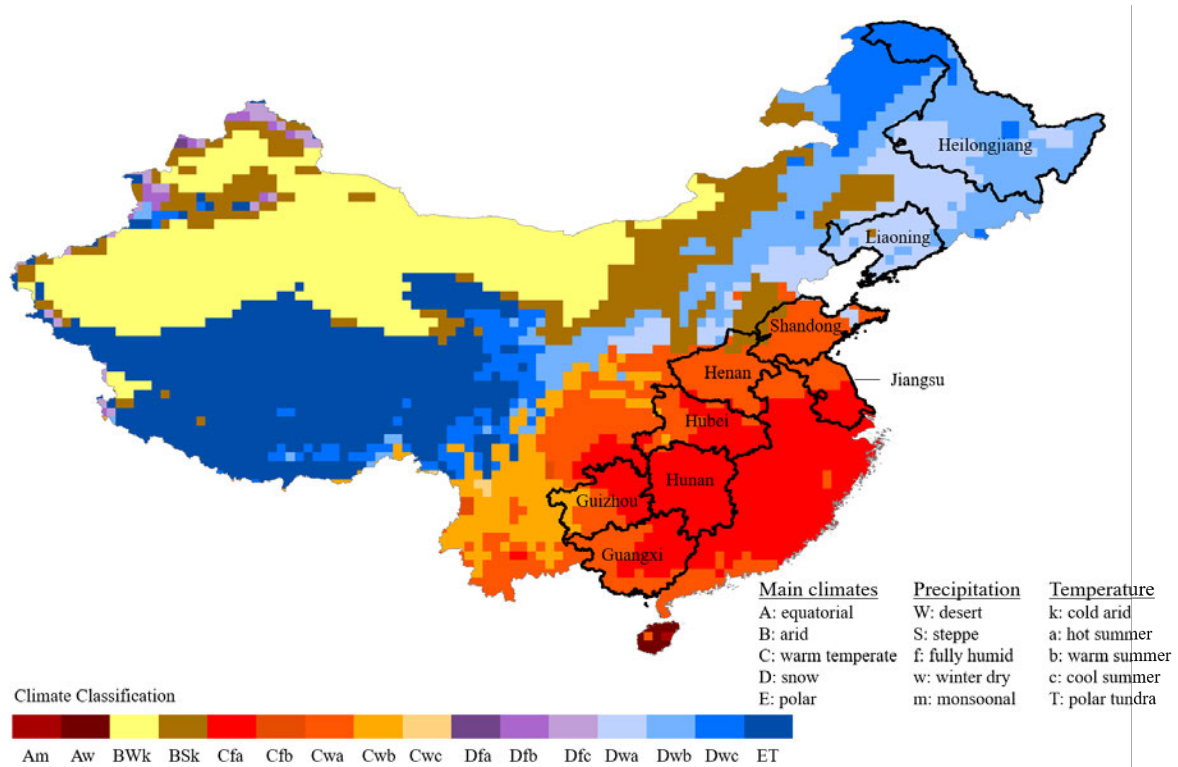 Heilongjiang
Liaoning
Shandong
Henan
Jiangsu
Hubei
Hunan
Guizhou
Guangxi
Main climates
A: equatorial
B: arid
C: warm temperate
D: snow
E: polar
Precipitation
W: desert
S: steppe
f: fully humid
w: winter dry
m: monsoonal
Temperature
k: cold arid
a: hot summer
b: warm summer
c: cool summer
T: polar tundra
Climate Classification
Am Aw BWk BSk Cfa Cfb Cwa Cwb Cwc Dfa Dfb Dfc Dwa Dwb Dwc ET